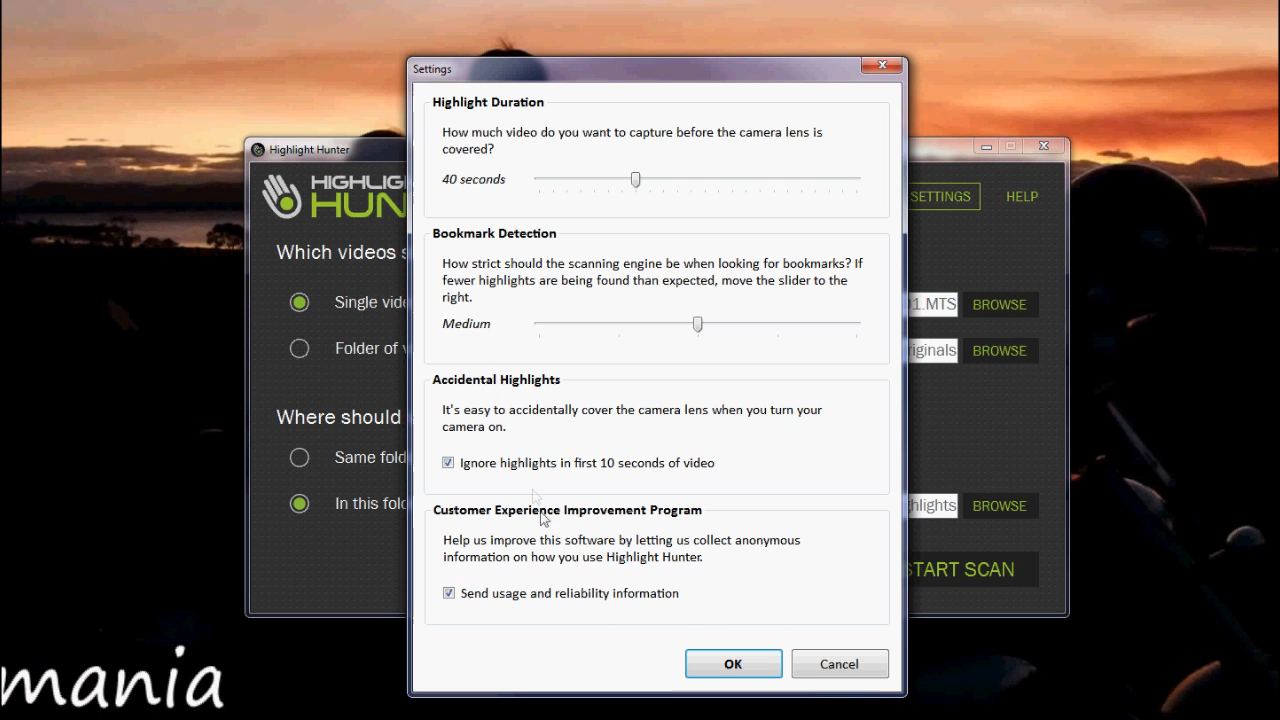 Settings
Highlight Duration
How much video do you want to capture before the camera lens is
covered?
40 seconds
Bookmark Detection
How strict should the scanning engine be when looking for bookmarks? If
fewer highlights are being found than expected, move the slider to the
right.
Medium
Accidental Highlights
It's easy to accidentally cover the camera lens when you turn your
camera on.
Ignore highlights in first 10 seconds of video
Customer Experience Improvement Program
Help us improve this software by letting us collect anonymous
information on how you use Highlight Hunter.
Send usage and reliability information
OK Cancel
Highlight Hunter
HIGHLIG
HUN
SETTINGS HELP
Which videos s
Single vide 01.MTS BROWSE
Folder of riginals BROWSE
Where should
Same fold
In this fold hlights BROWSE
START SCAN
mania